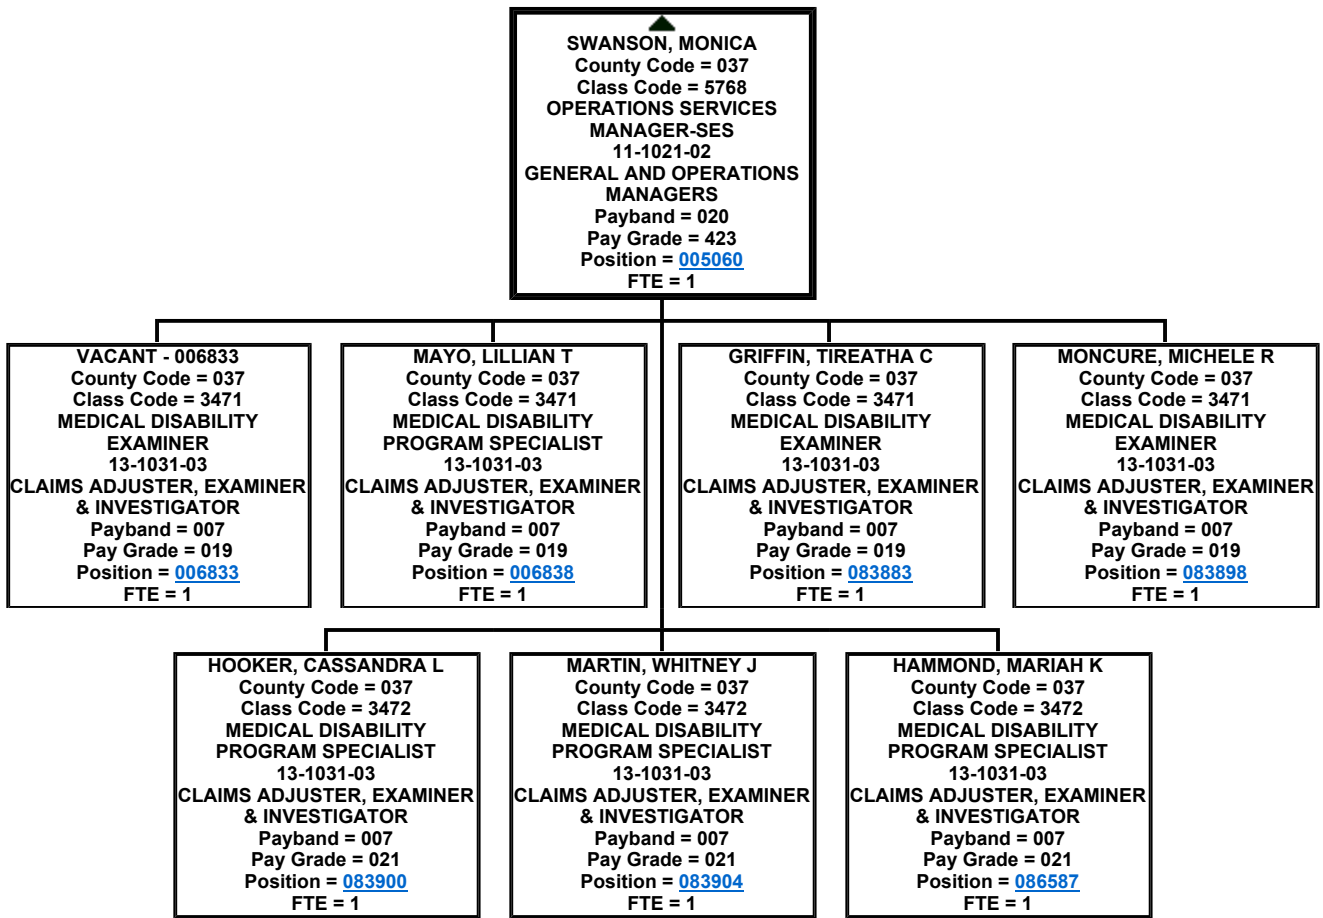 SWANSON, MONICA
County Code = 037
Class Code = 5768
OPERATIONS SERVICES
MANAGER-SES
11-1021-02
GENERAL AND OPERATIONS
MANAGERS
Payband = 020
Pay Grade = 423
Position = 005060
FTE = 1
VACANT - 006833
County Code = 037
Class Code = 3471
MEDICAL DISABILITY
EXAMINER
13-1031-03
CLAIMS ADJUSTER, EXAMINER
& INVESTIGATOR
Payband = 007
Pay Grade = 019
Position = 006833
FTE = 1
MAYO, LILLIAN T
County Code = 037
Class Code = 3471
MEDICAL DISABILITY
PROGRAM SPECIALIST
13-1031-03
CLAIMS ADJUSTER, EXAMINER
& INVESTIGATOR
Payband = 007
Pay Grade = 019
Position = 006838
FTE = 1
GRIFFIN, TIREATHA C
County Code = 037
Class Code = 3471
MEDICAL DISABILITY
EXAMINER
13-1031-03
CLAIMS ADJUSTER, EXAMINER
& INVESTIGATOR
Payband = 007
Pay Grade = 019
Position = 083883
FTE = 1
MONCURE, MICHELE R
County Code = 037
Class Code = 3471
MEDICAL DISABILITY
EXAMINER
13-1031-03
CLAIMS ADJUSTER, EXAMINER
& INVESTIGATOR
Payband = 007
Pay Grade = 019
Position = 083898
FTE = 1
HOOKER, CASSANDRA L
County Code = 037
Class Code = 3472
MEDICAL DISABILITY
PROGRAM SPECIALIST
13-1031-03
CLAIMS ADJUSTER, EXAMINER
& INVESTIGATOR
Payband = 007
Pay Grade = 021
Position = 083900
FTE = 1
MARTIN, WHITNEY J
County Code = 037
Class Code = 3472
MEDICAL DISABILITY
PROGRAM SPECIALIST
13-1031-03
CLAIMS ADJUSTER, EXAMINER
& INVESTIGATOR
Payband = 007
Pay Grade = 021
Position = 083904
FTE = 1
HAMMOND, MARIAH K
County Code = 037
Class Code = 3472
MEDICAL DISABILITY
PROGRAM SPECIALIST
13-1031-03
CLAIMS ADJUSTER, EXAMINER
& INVESTIGATOR
Payband = 007
Pay Grade = 021
Position = 086587
FTE = 1